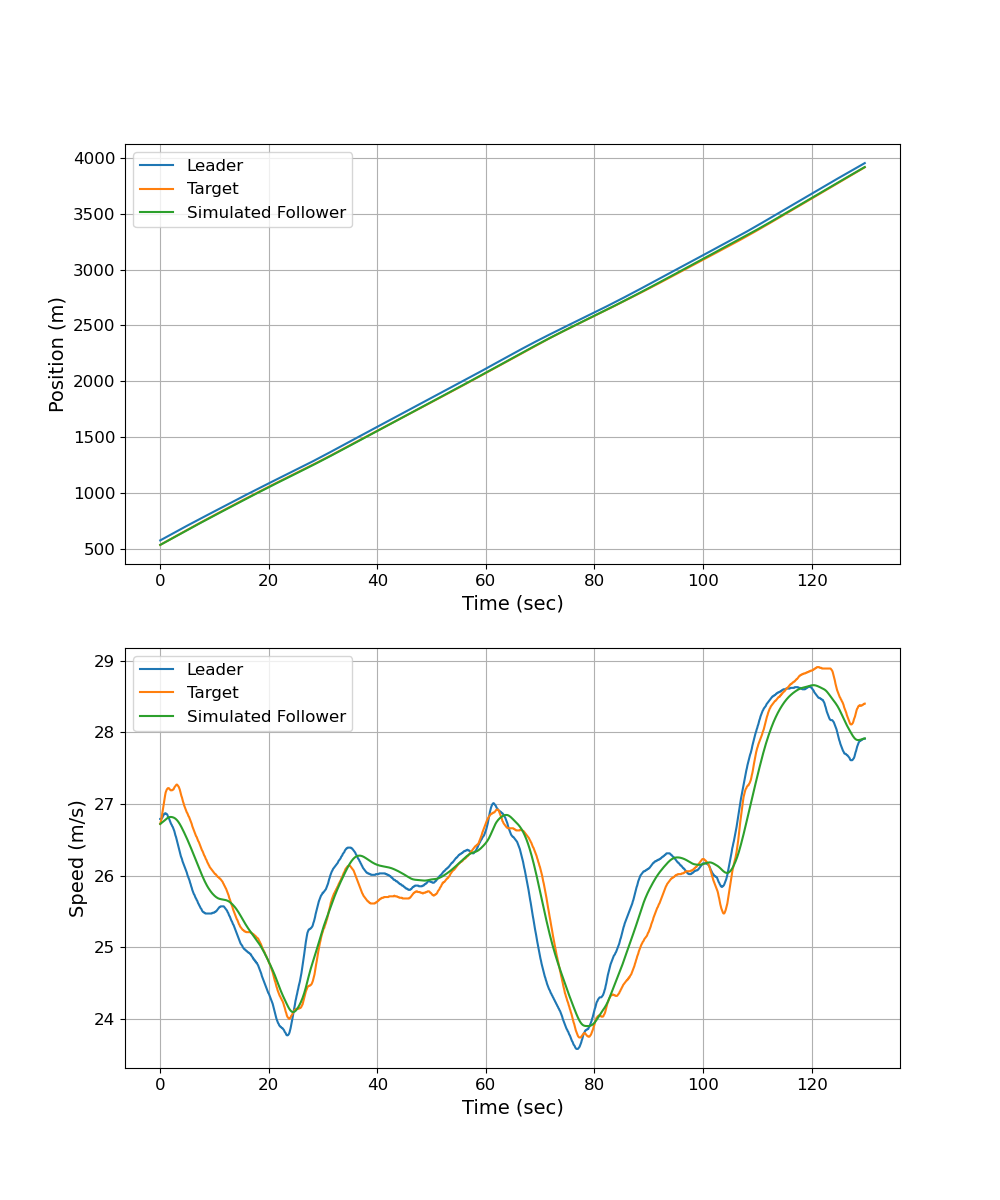 4000
3500
3000
2500
2000
1500
1000
500
Position (m)
Leader
Target
Simulated Follower
0 20 40 60 80 100 120
Time (sec)
29
28
27
26
25
24
Speed (m/s)
Leader
Target
Simulated Follower
0 20 40 60 80 100 120
Time (sec)